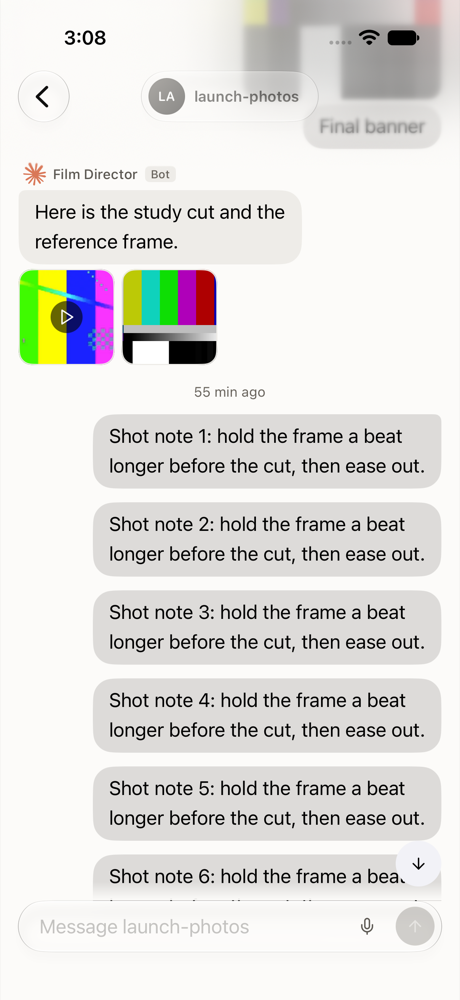 3:08
LA launch-photos
Final banner
Film Director Bot
Here is the study cut and the
reference frame.
55 min ago
Shot note 1: hold the frame a beat
longer before the cut, then ease out.
Shot note 2: hold the frame a beat
longer before the cut, then ease out.
Shot note 3: hold the frame a beat
longer before the cut, then ease out.
Shot note 4: hold the frame a beat
longer before the cut, then ease out.
Shot note 5: hold the frame a beat
longer before the cut, then ease out.
Shot note 6: hold the frame a beat
Message launch-photos